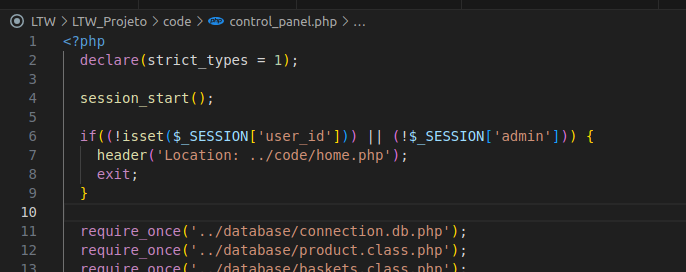 LTW > LTW_Projeto > code > php control_panel.php > ...
1 <?php
2 declare(strict_types = 1);
3
4 session_start();
5
6 if((!isset($_SESSION['user_id'])) || (!$_SESSION['admin'])) {
7 header('Location: ../code/home.php');
8 exit;
9 }
10
11 require_once('../database/connection.db.php');
12 require_once('../database/product.class.php');
13 require_once('../database/baskets.class.php');